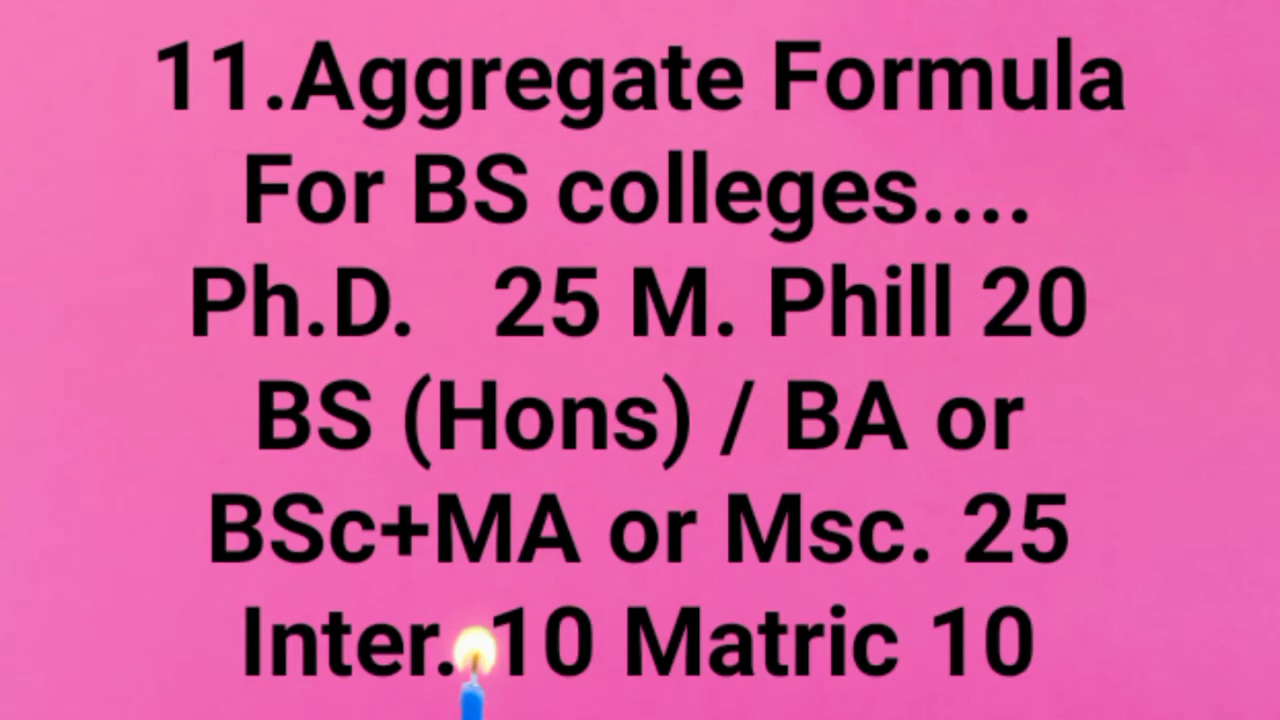 11.Aggregate Formula
For BS colleges....
Ph.D. 25 M. Phill 20
BS (Hons) / BA or
BSc+MA or Msc. 25
Inter. 10 Matric 10